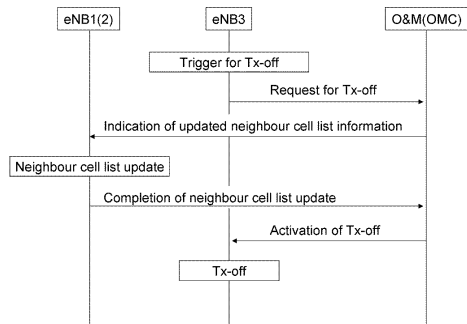 eNB1(2)
eNB3
O&M(OMC)
Trigger for Tx-off
Request for Tx-off
Indication of updated neighbour cell list information
Neighbour cell list update
Completion of neighbour cell list update
Activation of Tx-off
Tx-off